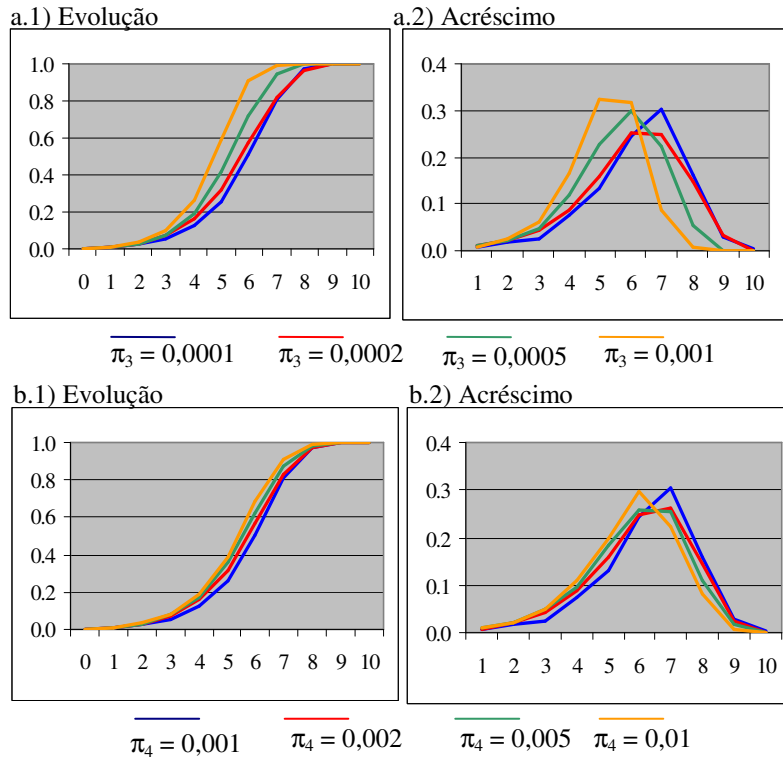 a.1) Evolução
a.2) Acréscimo
1.0
0.8
0.6
0.4
0.2
0.0
0 1 2 3 4 5 6 7 8 9 10
0.4
0.3
0.2
0.1
0.0
1 2 3 4 5 6 7 8 9 10
π₃ = 0,0001 π₃ = 0,0002 π₃ = 0,0005 π₃ = 0,001
b.1) Evolução
b.2) Acréscimo
1.0
0.8
0.6
0.4
0.2
0.0
0 1 2 3 4 5 6 7 8 9 10
0.4
0.3
0.2
0.1
0.0
1 2 3 4 5 6 7 8 9 10
π₄ = 0,001 π₄ = 0,002 π₄ = 0,005 π₄ = 0,01